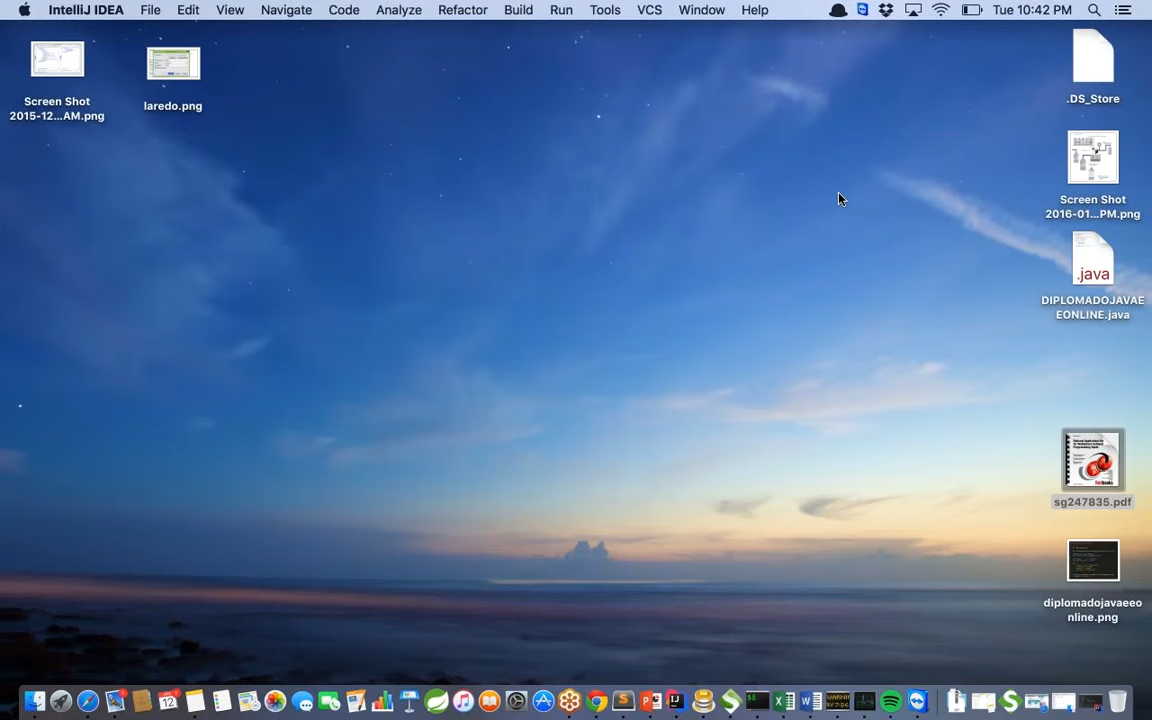 IntelliJ IDEA File Edit View Navigate Code Analyze Refactor Build Run Tools VCS Window Help Tue 10:42 PM
Screen Shot
2015-12...AM.png
laredo.png
.DS_Store
Screen Shot
2016-01...PM.png
.java
DIPLOMADOJAVAE
EONLINE.java
sg247835.pdf
diplomadojavaeeo
nline.png
12